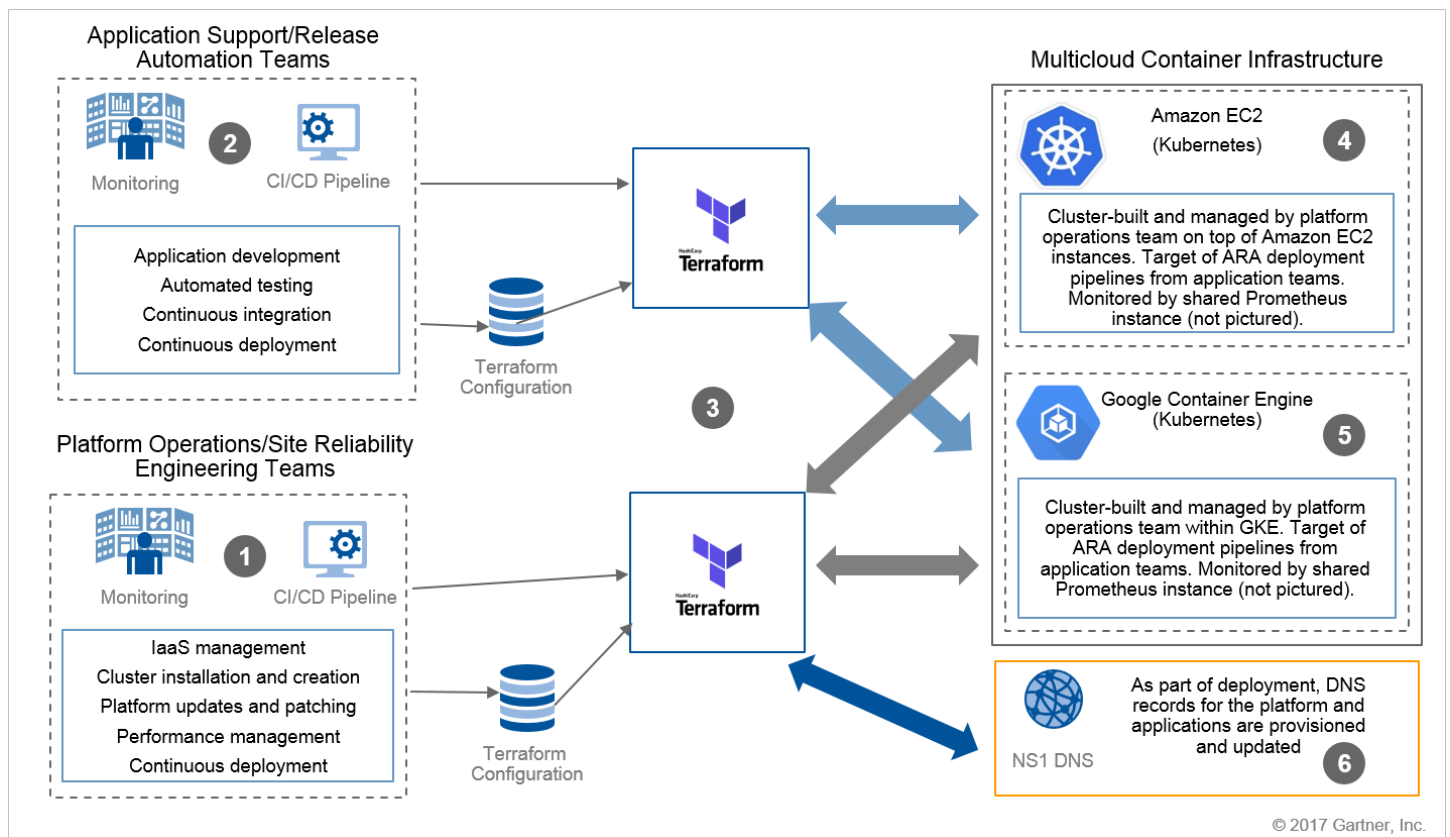 Application Support/Release
Automation Teams
2
Monitoring
CI/CD Pipeline
Application development
Automated testing
Continuous integration
Continuous deployment
Terraform
Configuration
HashiCorp
Terraform
Platform Operations/Site Reliability
Engineering Teams
1
Monitoring
CI/CD Pipeline
IaaS management
Cluster installation and creation
Platform updates and patching
Performance management
Continuous deployment
Terraform
Configuration
HashiCorp
Terraform
3
Multicloud Container Infrastructure
Amazon EC2
(Kubernetes)
4
Cluster-built and managed by platform
operations team on top of Amazon EC2
instances. Target of ARA deployment
pipelines from application teams.
Monitored by shared Prometheus
instance (not pictured).
Google Container Engine
(Kubernetes)
5
Cluster-built and managed by platform
operations team within GKE. Target of
ARA deployment pipelines from
application teams. Monitored by shared
Prometheus instance (not pictured).
NS1 DNS
As part of deployment, DNS
records for the platform and
applications are provisioned
and updated
6
© 2017 Gartner, Inc.